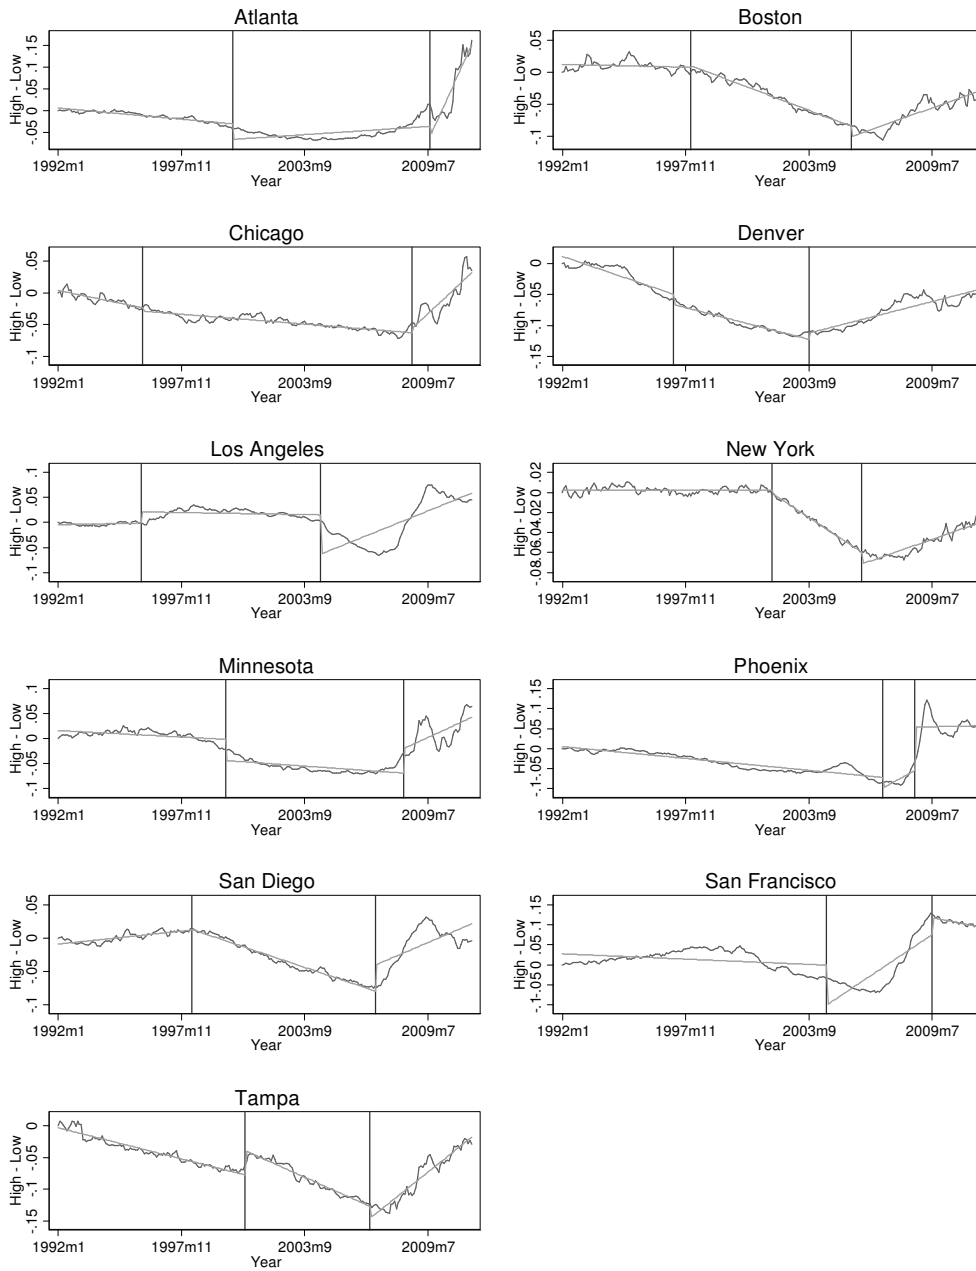 Atlanta
High - Low
-.05 0 .05 .1 .15
1992m1 1997m11 2003m9 2009m7
Year
Boston
High - Low
-.1 -.05 0 .05
1992m1 1997m11 2003m9 2009m7
Year
Chicago
High - Low
-.1 -.05 0 .05
1992m1 1997m11 2003m9 2009m7
Year
Denver
High - Low
-.15 -.1 -.05 0
1992m1 1997m11 2003m9 2009m7
Year
Los Angeles
High - Low
-.1 -.05 0 .05 .1
1992m1 1997m11 2003m9 2009m7
Year
New York
High - Low
-.08 -.06 -.04 -.02 0 .02
1992m1 1997m11 2003m9 2009m7
Year
Minnesota
High - Low
-.1 -.05 0 .05 .1
1992m1 1997m11 2003m9 2009m7
Year
Phoenix
High - Low
-.1 -.05 0 .05 .1 .15
1992m1 1997m11 2003m9 2009m7
Year
San Diego
High - Low
-.1 -.05 0 .05
1992m1 1997m11 2003m9 2009m7
Year
San Francisco
High - Low
-.1 -.05 0 .05 .1 .15
1992m1 1997m11 2003m9 2009m7
Year
Tampa
High - Low
-.15 -.1 -.05 0
1992m1 1997m11 2003m9 2009m7
Year